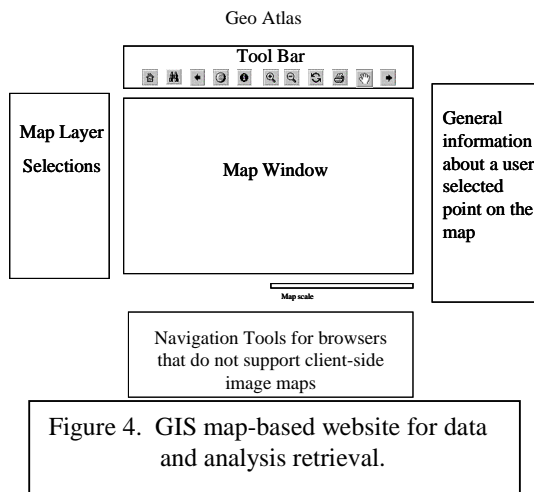 Geo Atlas
Tool Bar
Map Layer
Selections
Map Window
General
information
about a user
selected
point on the
map
Map scale
Navigation Tools for browsers
that do not support client-side
image maps
Figure 4. GIS map-based website for data
and analysis retrieval.